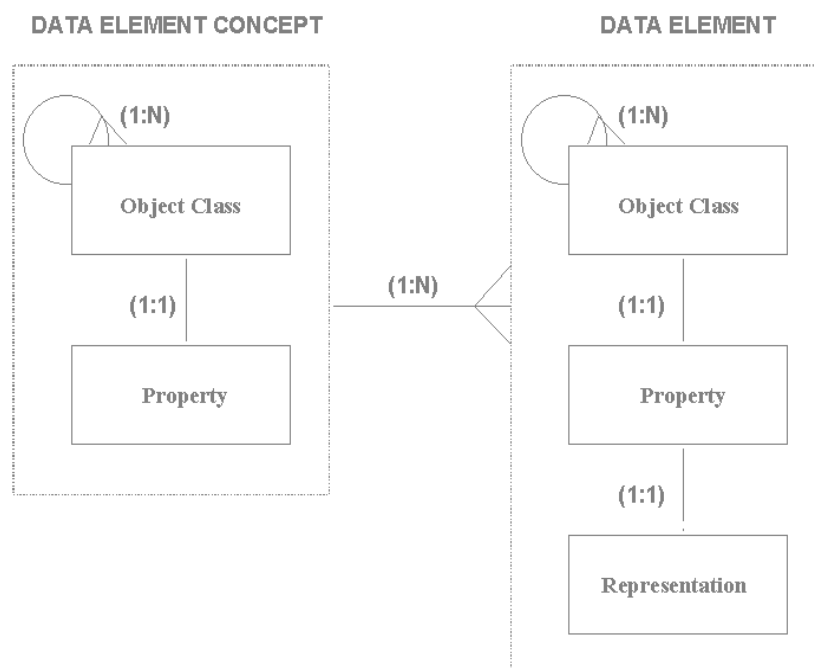 DATA ELEMENT CONCEPT
DATA ELEMENT
(1:N)
Object Class
(1:1)
Property
(1:N)
(1:N)
Object Class
(1:1)
Property
(1:1)
Representation